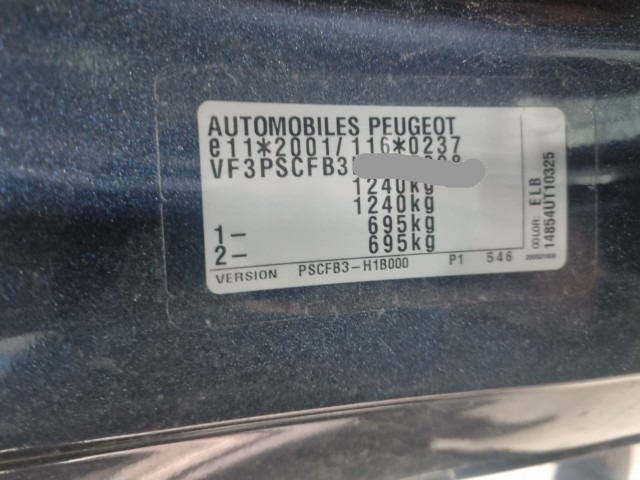 AUTOMOBILES PEUGEOT
e11*2001/116*0237
VF3PSCFB3
1240kg
1240kg
1– 695kg
2– 695kg
VERSION PSCFB3–H1B000 P1 546
COLOR: ELB
14854UT10325